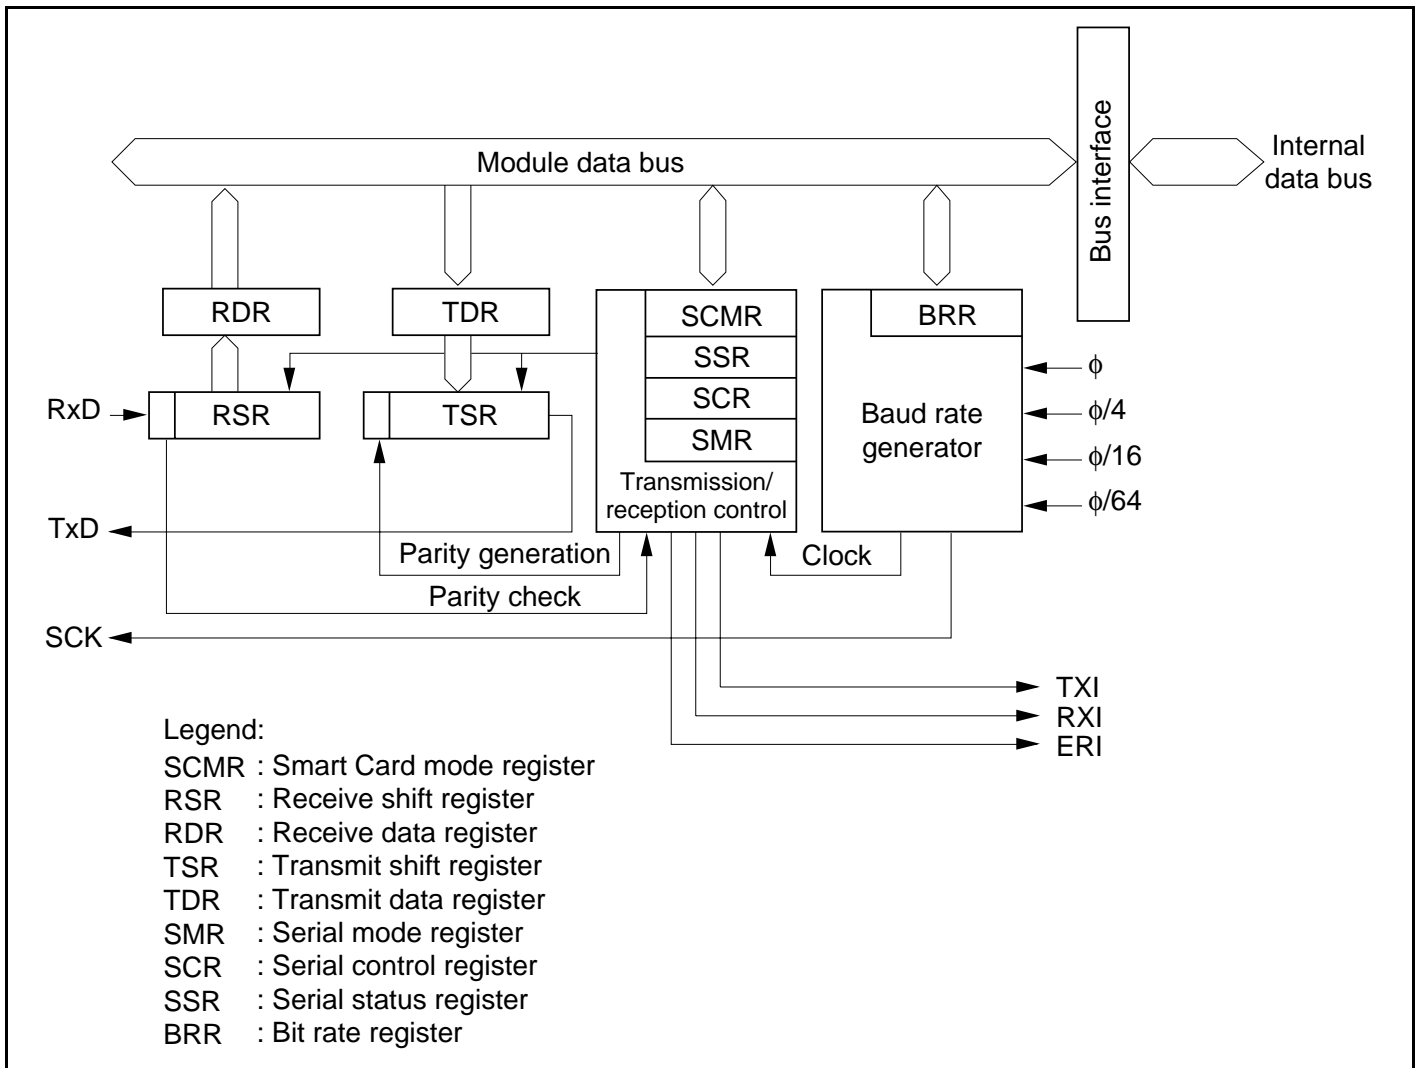 Module data bus
Bus interface
Internal
data bus
RDR
TDR
SCMR
SSR
SCR
SMR
Transmission/
reception control
BRR
Baud rate
generator
ϕ
ϕ/4
ϕ/16
ϕ/64
RxD
RSR
TSR
TxD
Parity generation
Clock
Parity check
SCK
TXI
RXI
ERI
Legend:
SCMR : Smart Card mode register
RSR : Receive shift register
RDR : Receive data register
TSR : Transmit shift register
TDR : Transmit data register
SMR : Serial mode register
SCR : Serial control register
SSR : Serial status register
BRR : Bit rate register